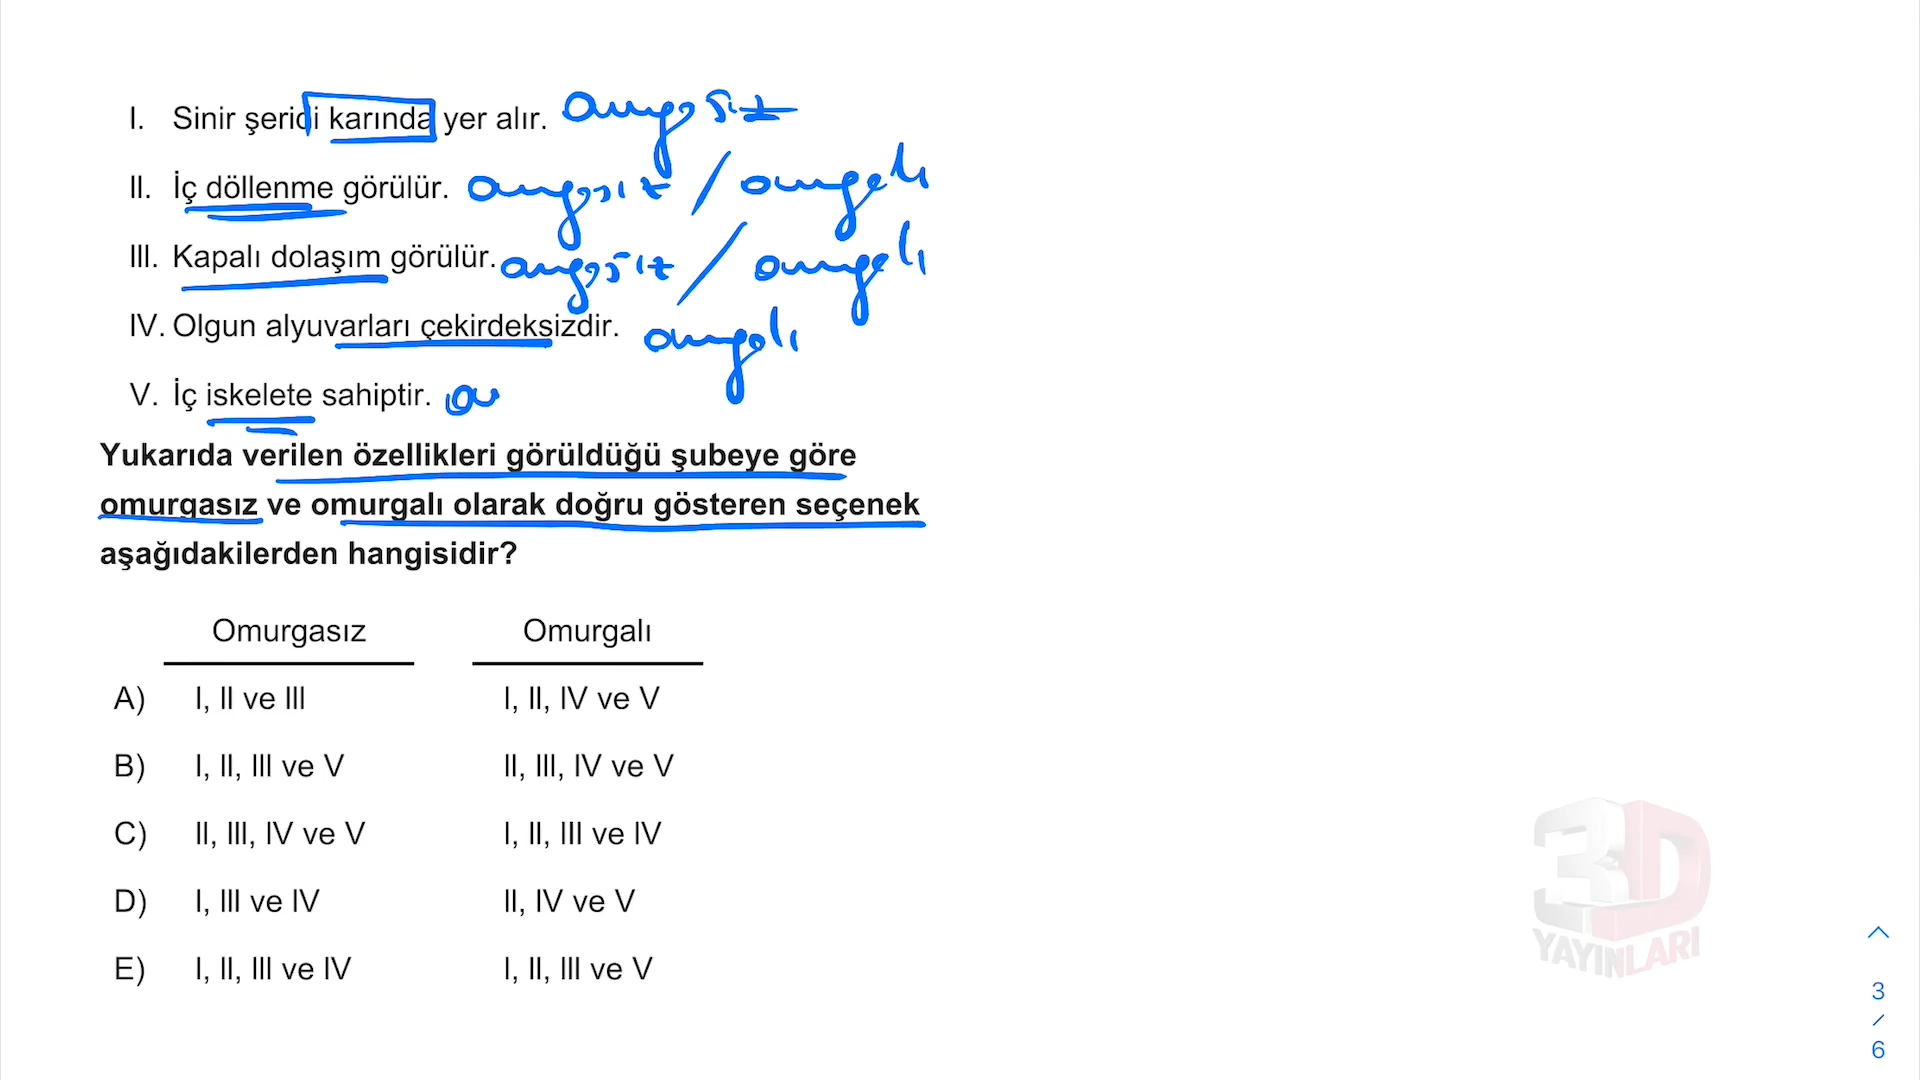 I. Sinir şeridi karında yer alır. omurgasız
II. İç döllenme görülür. omurgasız / omurgalı
III. Kapalı dolaşım görülür. omurgasız / omurgalı
IV. Olgun alyuvarları çekirdeksizdir. omurgalı
V. İç iskelete sahiptir.
Yukarıda verilen özellikleri görüldüğü şubeye göre
omurgasız ve omurgalı olarak doğru gösteren seçenek
aşağıdakilerden hangisidir?
Omurgasız Omurgalı
A) I, II ve III I, II, IV ve V
B) I, II, III ve V II, III, IV ve V
C) II, III, IV ve V I, II, III ve IV
D) I, III ve IV II, IV ve V
E) I, II, III ve IV I, II, III ve V
3D
YAYINLARI
3
/
6